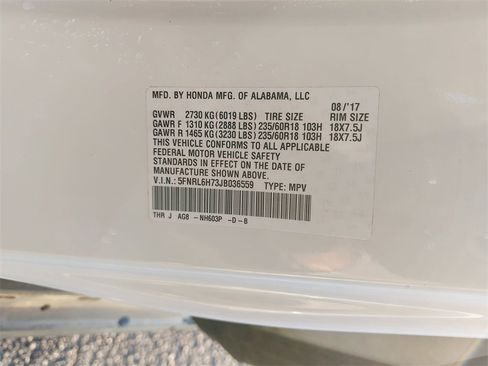 MFD. BY HONDA MFG. OF ALABAMA, LLC
08/'17
GVWR 2730 KG(6019 LBS) TIRE SIZE RIM SIZE
GAWR F 1310 KG(2888 LBS)235/60R18 103H 18X7.5J
GAWR R 1465 KG(3230 LBS)235/60R18 103H 18X7.5J
THIS VEHICLE CONFORMS TO ALL APPLICABLE
FEDERAL MOTOR VEHICLE SAFETY
STANDARDS IN EFFECT ON THE DATE OF
MANUFACTURE SHOWN ABOVE.
V.I.N.: 5FNRL6H73JB036559 TYPE: MPV
THR J AG8 -NH603P -D-B